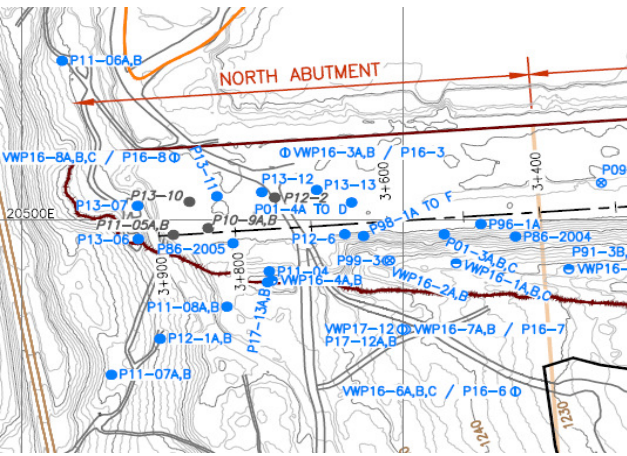 P11-06A,B
NORTH ABUTMENT
VWP16-3A,B / P16-3
VWP16-8A,B,C / P16-8
3+600
3+400
P09
P13-11
P13-12
P13-13
P13-10
P12-2
P13-07
P01-4A TO D
20500E
P11-05A,B
P10-9A,B
P98-1A TO F
P96-1A
P13-06
P86-2005
P12-6
P86-2004
P01-3A,B,C
P91-3B,
P99-3
3+900
3+800
P11-04
VWP16-4A,B
VWP16-2A,B
VWP16-1A,B,C
VWP16-
P11-08A,B
P17-13A,B
VWP17-12
VWP16-7A,B / P16-7
P12-1A,B
P17-12A,B
P11-07A,B
VWP16-6A,B,C / P16-6
-1240
1230